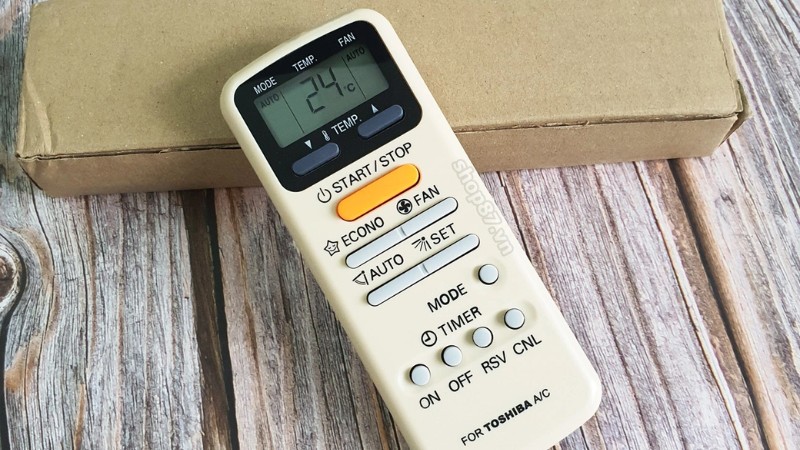 MODE TEMP. FAN
AUTO 24 °C AUTO
▼ TEMP. ▲
START/STOP
ECONO FAN
AUTO SET
MODE
TIMER
ON OFF RSV CNL
FOR TOSHIBA A/C
shop87.vn